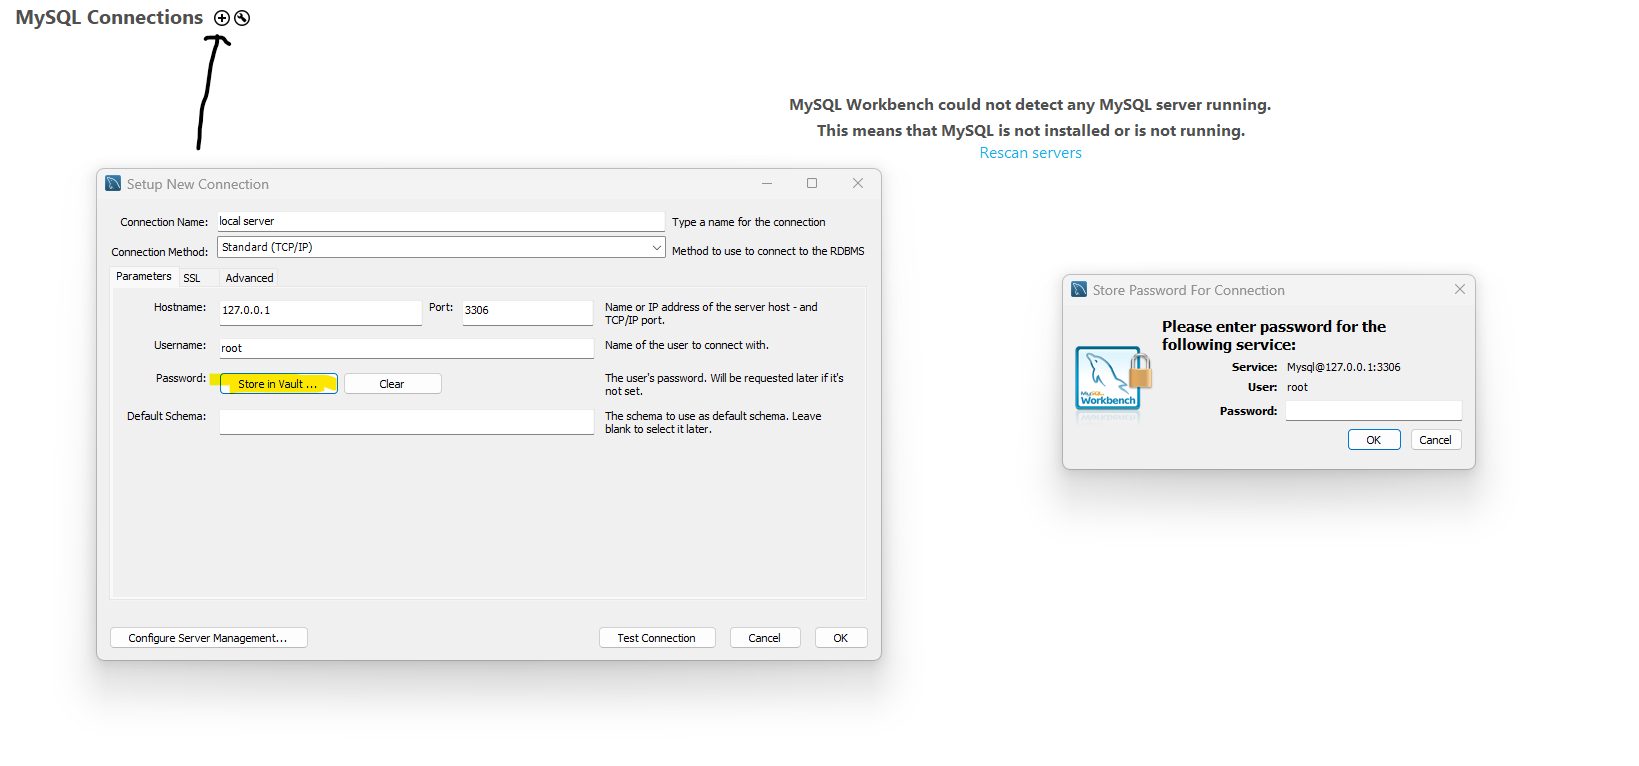 MySQL Connections
MySQL Workbench could not detect any MySQL server running.
This means that MySQL is not installed or is not running.
Rescan servers
Setup New Connection
Connection Name: local server Type a name for the connection
Connection Method: Standard (TCP/IP) Method to use to connect to the RDBMS
Parameters SSL Advanced
Hostname: 127.0.0.1 Port: 3306 Name or IP address of the server host - and
TCP/IP port.
Username: root Name of the user to connect with.
Password: Store in Vault ... Clear The user's password. Will be requested later if it's
not set.
Default Schema: The schema to use as default schema. Leave
blank to select it later.
Configure Server Management... Test Connection Cancel OK
Store Password For Connection
Please enter password for the
following service:
Service: Mysql@127.0.0.1:3306
User: root
Password:
MySQL
Workbench
OK Cancel